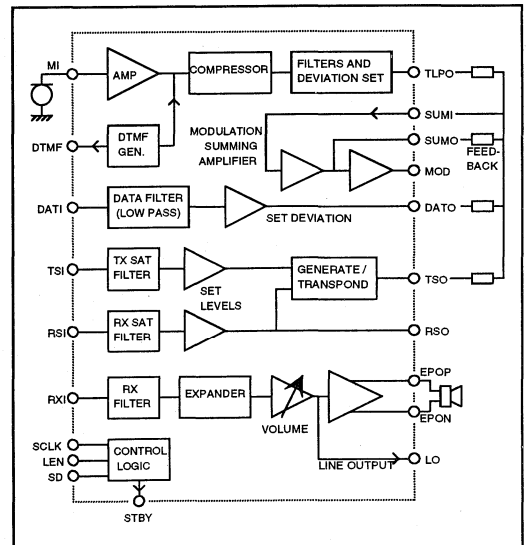 MI
AMP
COMPRESSOR
FILTERS AND
DEVIATION SET
TLPO
SUMI
DTMF
DTMF
GEN.
MODULATION
SUMMING
AMPLIFIER
SUMO
FEED-
BACK
MOD
DATI
DATA FILTER
(LOW PASS)
SET DEVIATION
DATO
TSI
TX SAT
FILTER
SET
LEVELS
GENERATE /
TRANSPOND
TSO
RSI
RX SAT
FILTER
RSO
RXI
RX
FILTER
EXPANDER
VOLUME
EPOP
EPON
SCLK
LEN
SD
CONTROL
LOGIC
LINE OUTPUT
LO
STBY